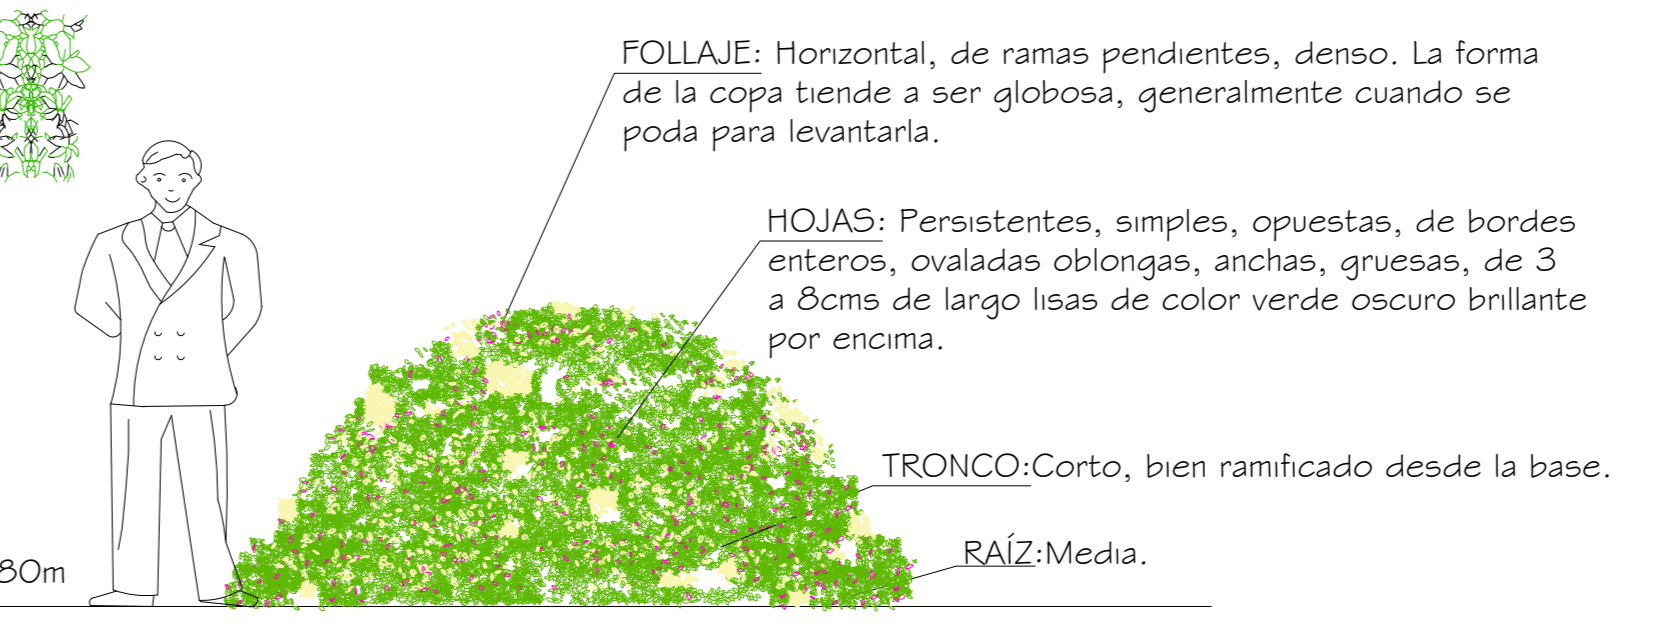 FOLLAJE: Horizontal, de ramas pendientes, denso. La forma
de la copa tiende a ser globosa, generalmente cuando se
poda para levantarla.
HOJAS: Persistentes, simples, opuestas, de bordes
enteros, ovaladas oblongas, anchas, gruesas, de 3
a 8cms de largo lisas de color verde oscuro brillante
por encima.
TRONCO:Corto, bien ramificado desde la base.
RAÍZ:Media.
80m